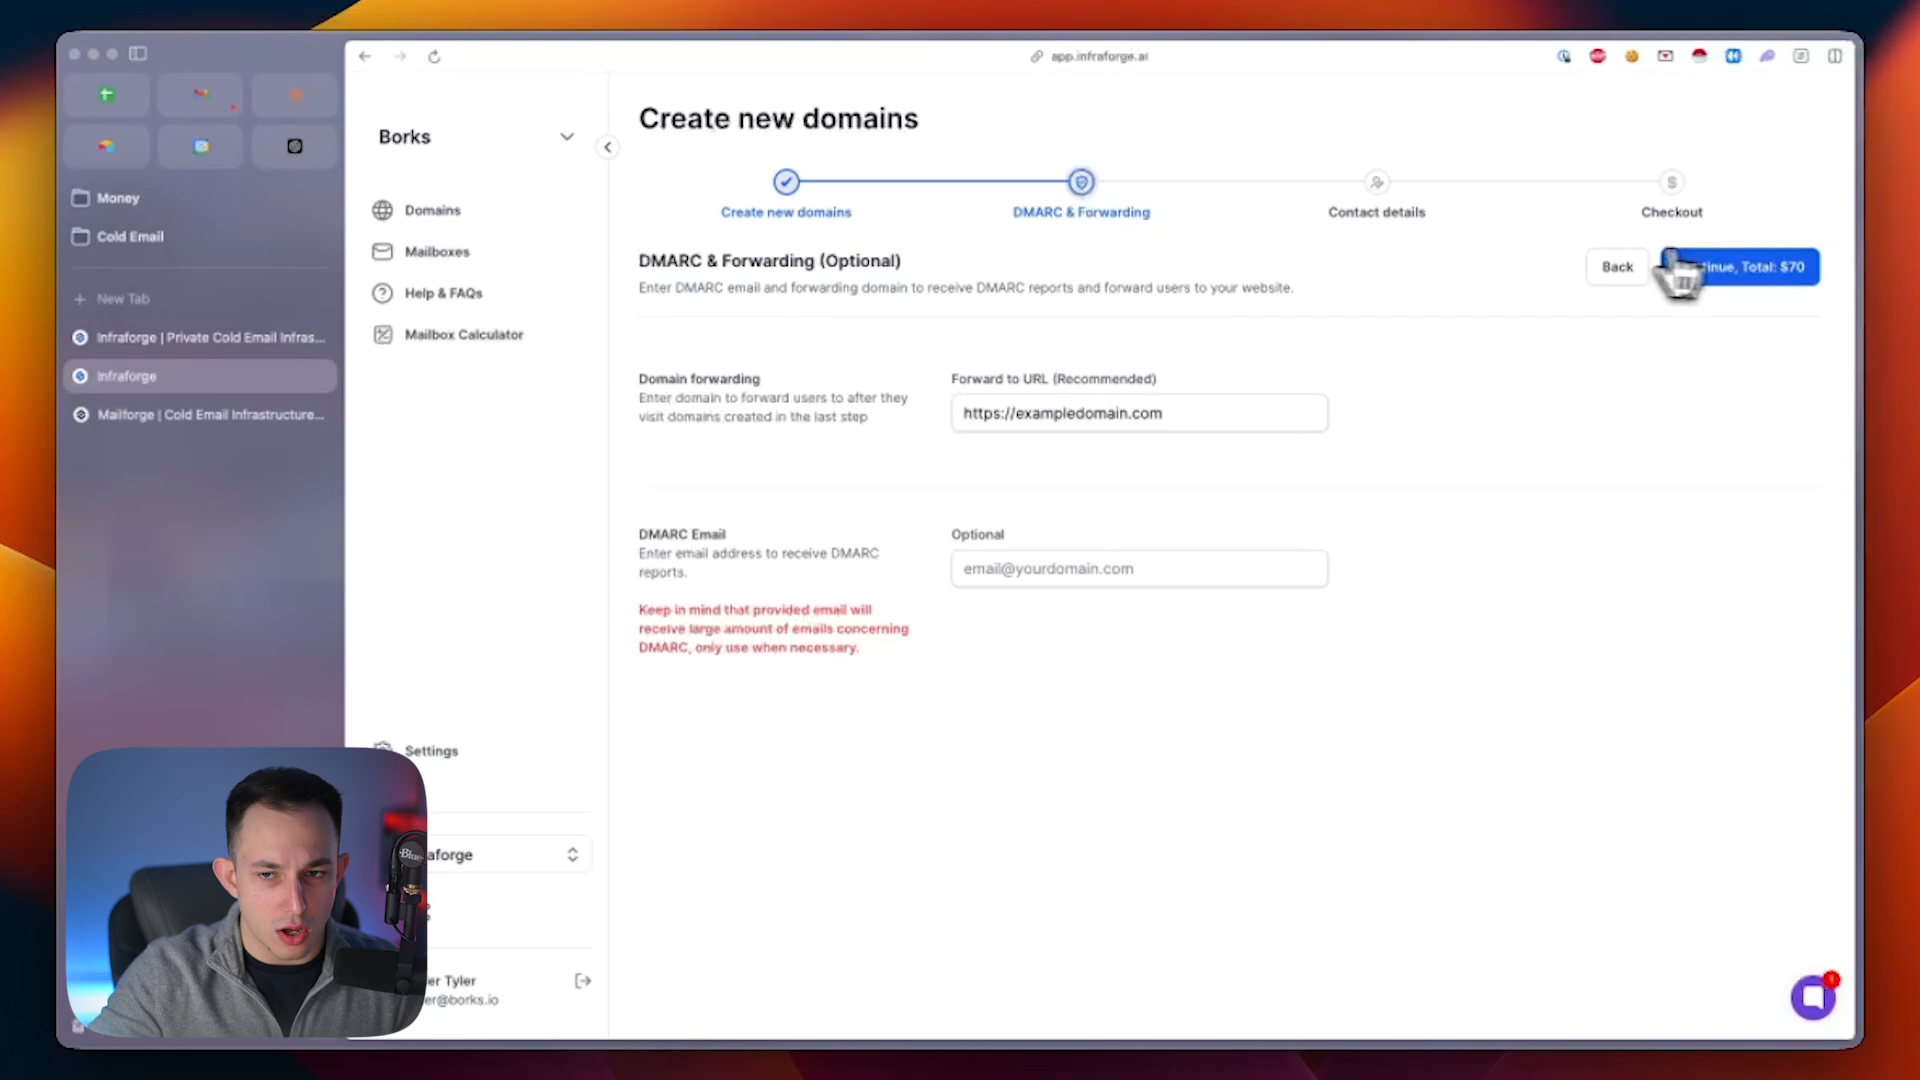 app.infraforge.ai
Money
Cold Email
New Tab
Infraforge | Private Cold Email Infras...
Infraforge
Mailforge | Cold Email Infrastructure...
Borks
Domains
Mailboxes
Help & FAQs
Mailbox Calculator
Settings
aforge
er Tyler
er@borks.io
Create new domains
Create new domains
DMARC & Forwarding
Contact details
$
Checkout
DMARC & Forwarding (Optional)
Enter DMARC email and forwarding domain to receive DMARC reports and forward users to your website.
Back
tinue, Total: $70
Domain forwarding
Enter domain to forward users to after they
visit domains created in the last step
Forward to URL (Recommended)
https://exampledomain.com
DMARC Email
Enter email address to receive DMARC
reports.
Keep in mind that provided email will
receive large amount of emails concerning
DMARC, only use when necessary.
Optional
email@yourdomain.com
Blue